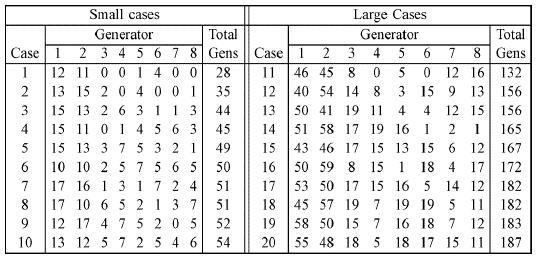 Small cases Large Cases
Generator Total Generator Total
Case 1 2 3 4 5 6 7 8 Gens Case 1 2 3 4 5 6 7 8 Gens
1 12 11 0 0 1 4 0 0 28 11 46 45 8 0 5 0 12 16 132
2 13 15 2 0 4 0 0 1 35 12 40 54 14 8 3 15 9 13 156
3 15 13 2 6 3 1 1 3 44 13 50 41 19 11 4 4 12 15 156
4 15 11 0 1 4 5 6 3 45 14 51 58 17 19 16 1 2 1 165
5 15 13 3 7 5 3 2 1 49 15 43 46 17 15 13 15 6 12 167
6 10 10 2 5 7 5 6 5 50 16 50 59 8 15 1 18 4 17 172
7 17 16 1 3 1 7 2 4 51 17 53 50 17 15 16 5 14 12 182
8 17 10 6 5 2 1 3 7 51 18 45 57 19 7 19 19 5 11 182
9 12 17 4 7 5 2 0 5 52 19 58 50 15 7 16 18 7 12 183
10 13 12 5 7 2 5 4 6 54 20 55 48 18 5 18 17 15 11 187